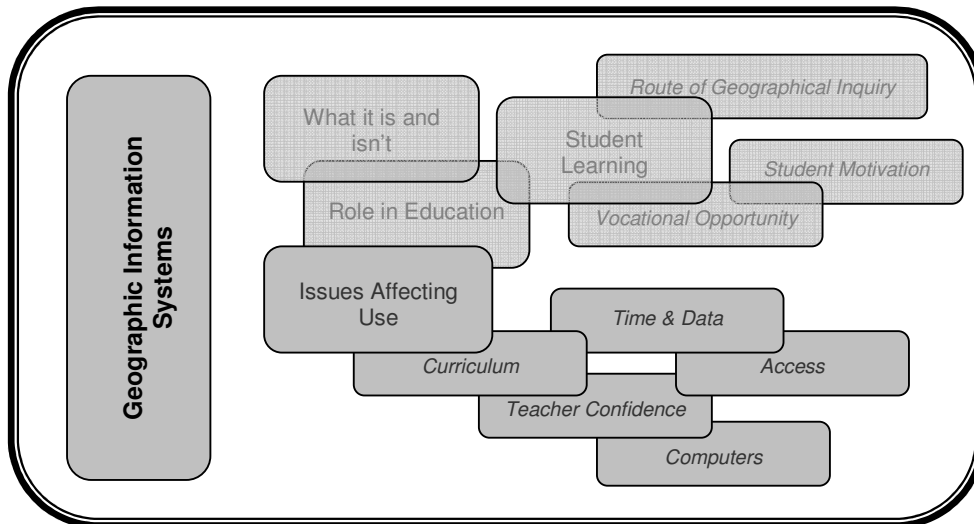 Geographic Information
Systems
What it is and
isn't
Role in Education
Student
Learning
Route of Geographical Inquiry
Student Motivation
Vocational Opportunity
Issues Affecting
Use
Time & Data
Curriculum
Access
Teacher Confidence
Computers